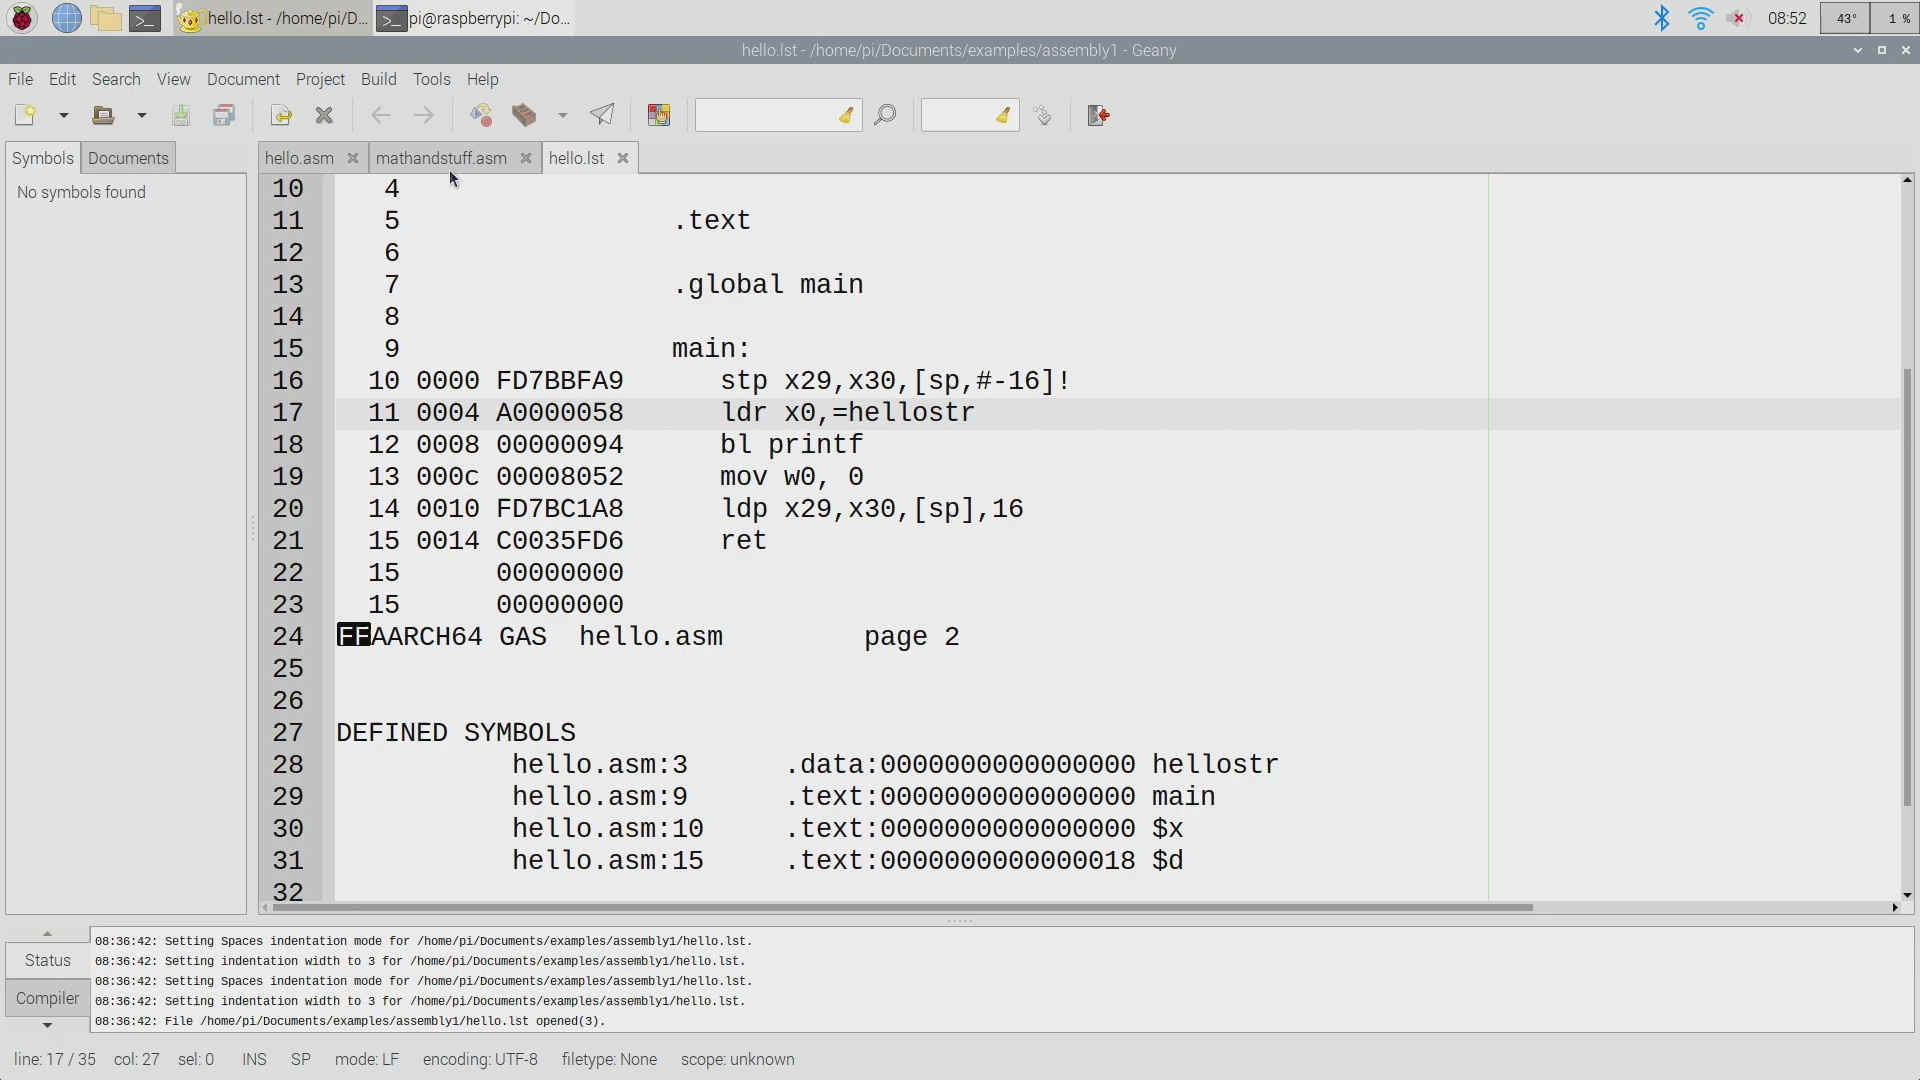 hello.lst - /home/pi/D...
pi@raspberrypi: ~/Do...
08:52
43°
1 %
hello.lst - /home/pi/Documents/examples/assembly1 - Geany
File Edit Search View Document Project Build Tools Help
Symbols Documents
hello.asm mathandstuff.asm hello.lst
No symbols found
10 4
11 5 .text
12 6
13 7 .global main
14 8
15 9 main:
16 10 0000 FD7BBFA9 stp x29,x30,[sp,#-16]!
17 11 0004 A0000058 ldr x0,=hellostr
18 12 0008 00000094 bl printf
19 13 000c 00008052 mov w0, 0
20 14 0010 FD7BC1A8 ldp x29,x30,[sp],16
21 15 0014 C0035FD6 ret
22 15 00000000
23 15 00000000
24 FFAARCH64 GAS hello.asm page 2
25
26
27 DEFINED SYMBOLS
28 hello.asm:3 .data:0000000000000000 hellostr
29 hello.asm:9 .text:0000000000000000 main
30 hello.asm:10 .text:0000000000000000 $x
31 hello.asm:15 .text:0000000000000018 $d
32
Status
Compiler
08:36:42: Setting Spaces indentation mode for /home/pi/Documents/examples/assembly1/hello.lst.
08:36:42: Setting indentation width to 3 for /home/pi/Documents/examples/assembly1/hello.lst.
08:36:42: Setting Spaces indentation mode for /home/pi/Documents/examples/assembly1/hello.lst.
08:36:42: Setting indentation width to 3 for /home/pi/Documents/examples/assembly1/hello.lst.
08:36:42: File /home/pi/Documents/examples/assembly1/hello.lst opened(3).
line: 17 / 35 col: 27 sel: 0 INS SP mode: LF encoding: UTF-8 filetype: None scope: unknown